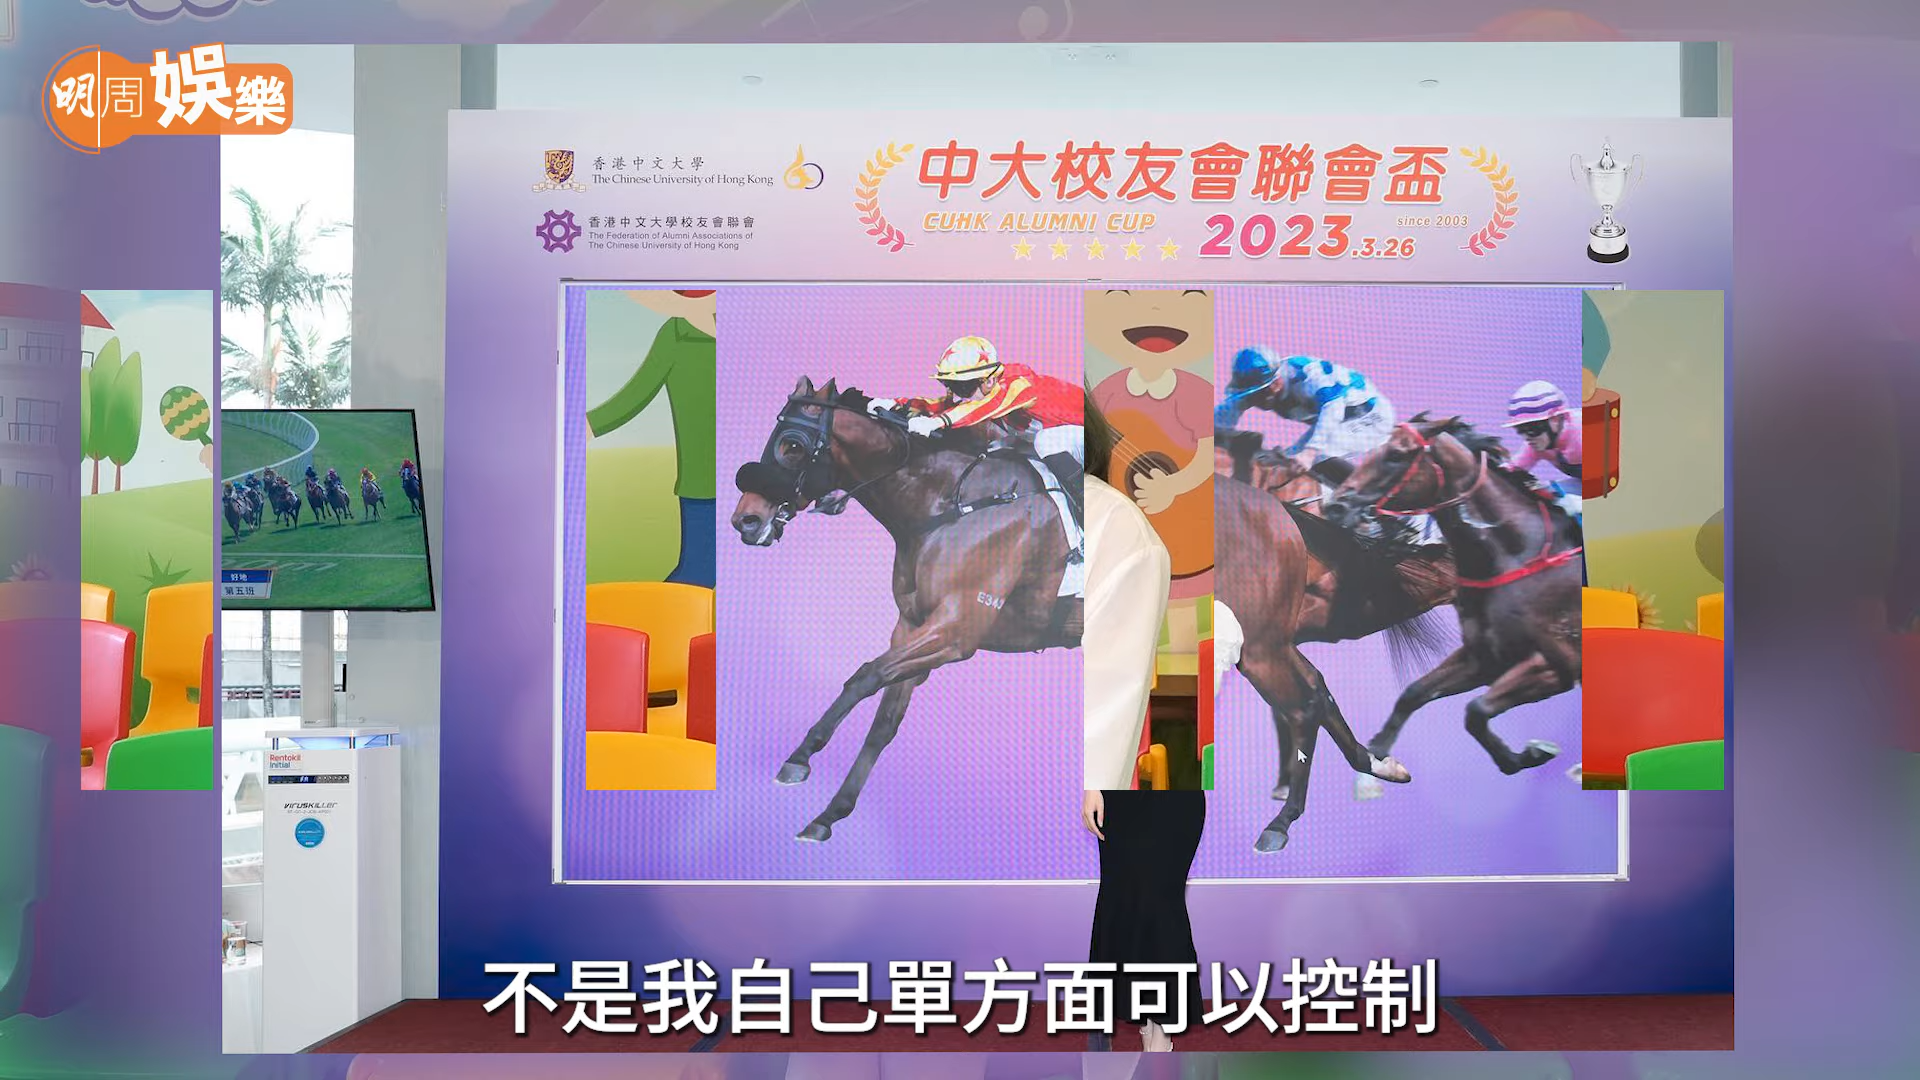 明周 娛樂
香港中文大學
The Chinese University of Hong Kong
香港中文大學校友會聯會
The Federation of Alumni Associations of
The Chinese University of Hong Kong
中大校友會聯會盃
CUHK ALUMNI CUP
2023.3.26
since 2003
好地
第五班
E34
Rentokil
Initial
VIRUSKILLER
不是我自己單方面可以控制